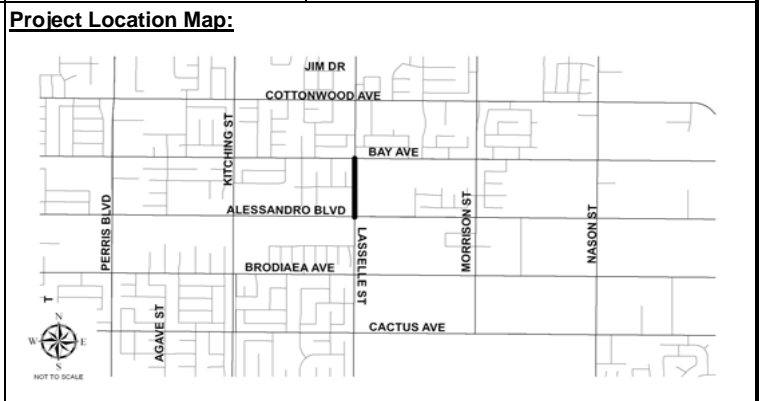 Project Location Map:
JIM DR
COTTONWOOD AVE
KITCHING ST
BAY AVE
PERRIS BLVD
ALESSANDRO BLVD
LASSELLE ST
MORRISON ST
NASON ST
BRODIAEA AVE
T
AGAVE ST
CACTUS AVE
N
W E
S
NOT TO SCALE